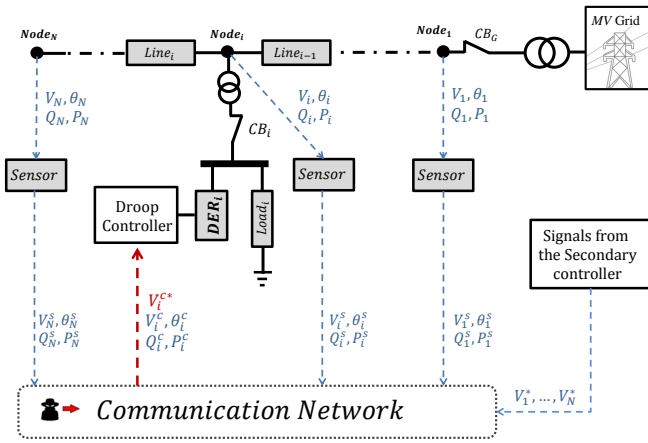 Node_N
Node_i
Node_1
CB_G
MV Grid
Line_i
Line_{i-1}
V_N, θ_N
Q_N, P_N
V_i, θ_i
Q_i, P_i
V_1, θ_1
Q_1, P_1
CB_i
Sensor
Sensor
Sensor
Droop
Controller
DER_i
Load_i
Signals from
the Secondary
controller
V_i^{c*}
V_N^s, θ_N^s
Q_N^s, P_N^s
V_i^c, θ_i^c
Q_i^c, P_i^c
V_i^s, θ_i^s
Q_i^s, P_i^s
V_1^s, θ_1^s
Q_1^s, P_1^s
V_1^*, …, V_N^*
Communication Network